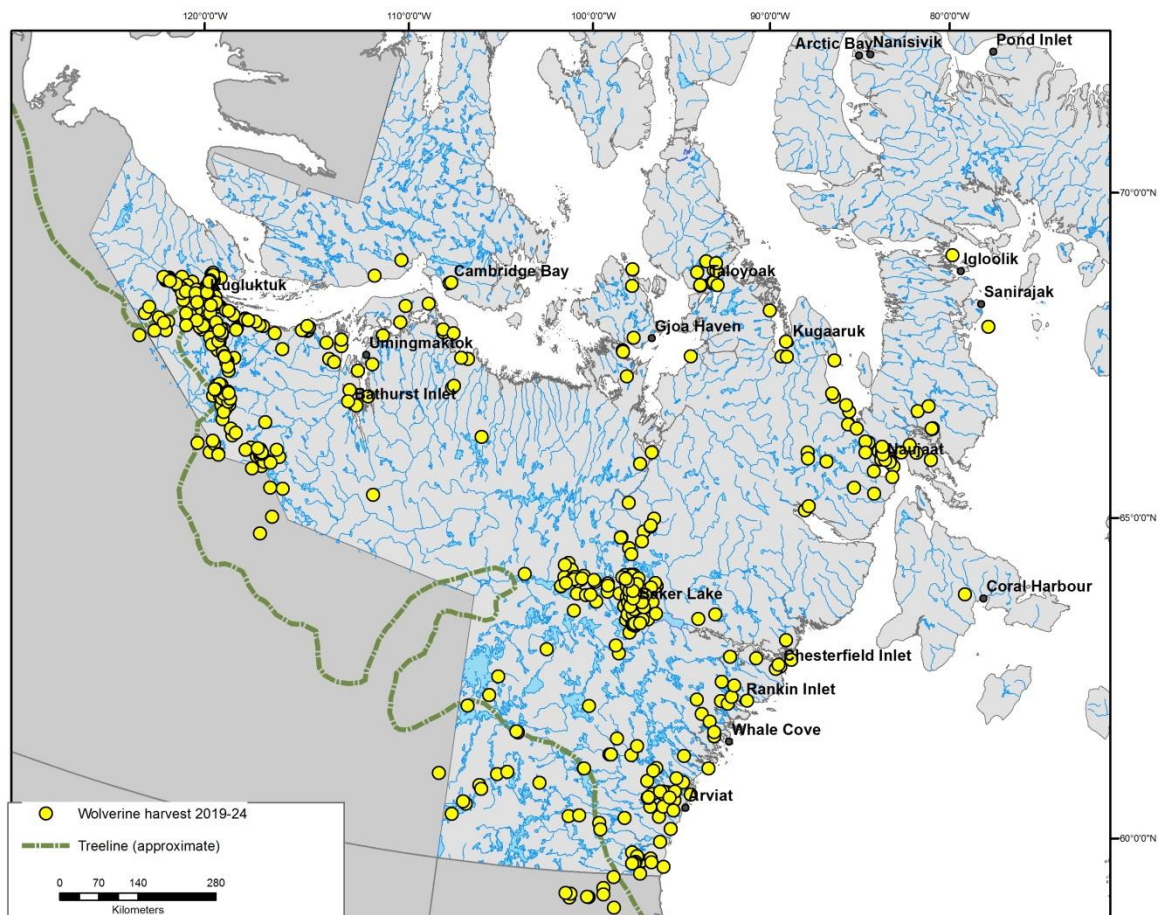 120°0'0"W 110°0'0"W 100°0'0"W 90°0'0"W 80°0'0"W
Arctic Bay Nanisivik Pond Inlet
70°0'0"N
Igloolik
Taloyoak
Cambridge Bay
Kugluktuk
Sanirajak
Gjoa Haven Kugaaruk
Umingmaktok
Bathurst Inlet
Naujaat
65°0'0"N
Coral Harbour
Baker Lake
Chesterfield Inlet
Rankin Inlet
Whale Cove
Arviat
60°0'0"N
Wolverine harvest 2019-24
Treeline (approximate)
0 70 140 280
Kilometers